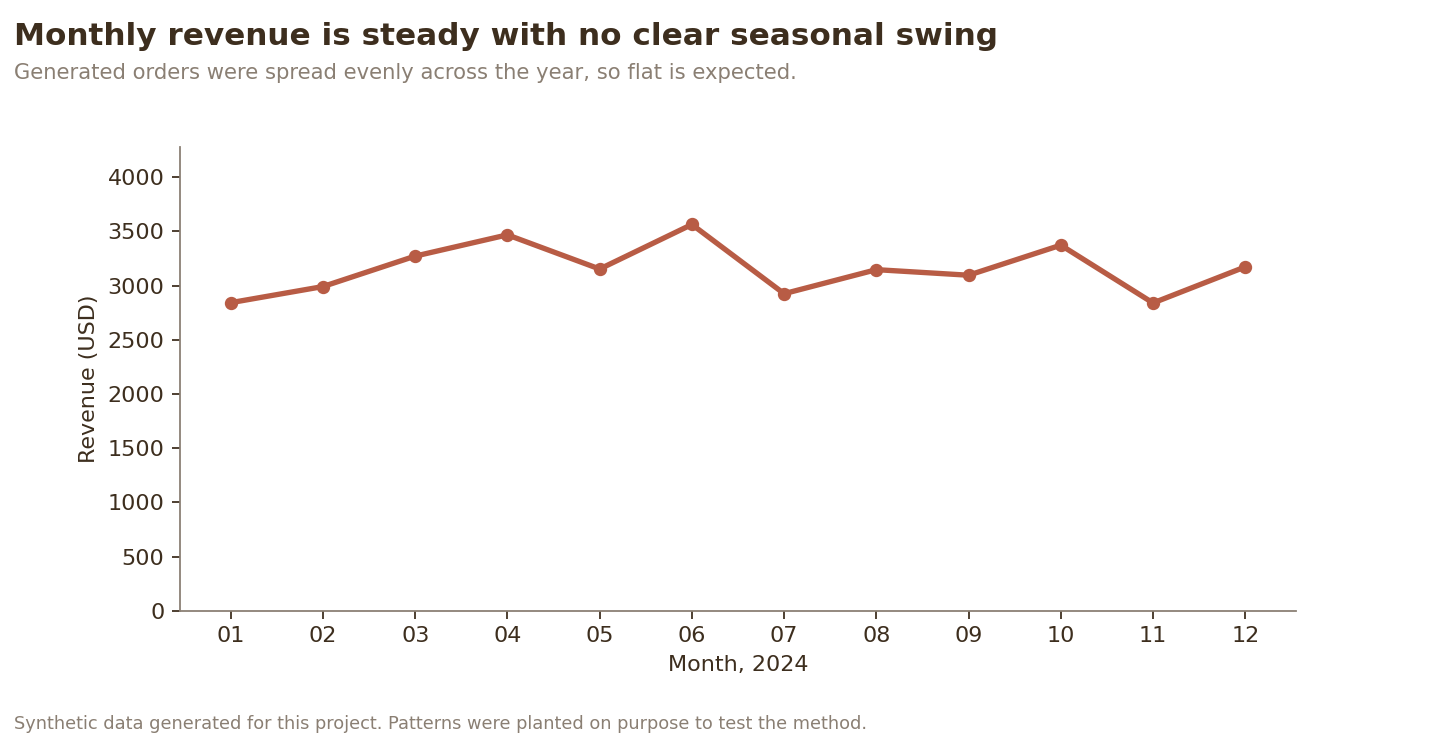 Monthly revenue is steady with no clear seasonal swing
Generated orders were spread evenly across the year, so flat is expected.
4000
3500
3000
2500
2000
1500
1000
500
0
Revenue (USD)
01 02 03 04 05 06 07 08 09 10 11 12
Month, 2024
Synthetic data generated for this project. Patterns were planted on purpose to test the method.